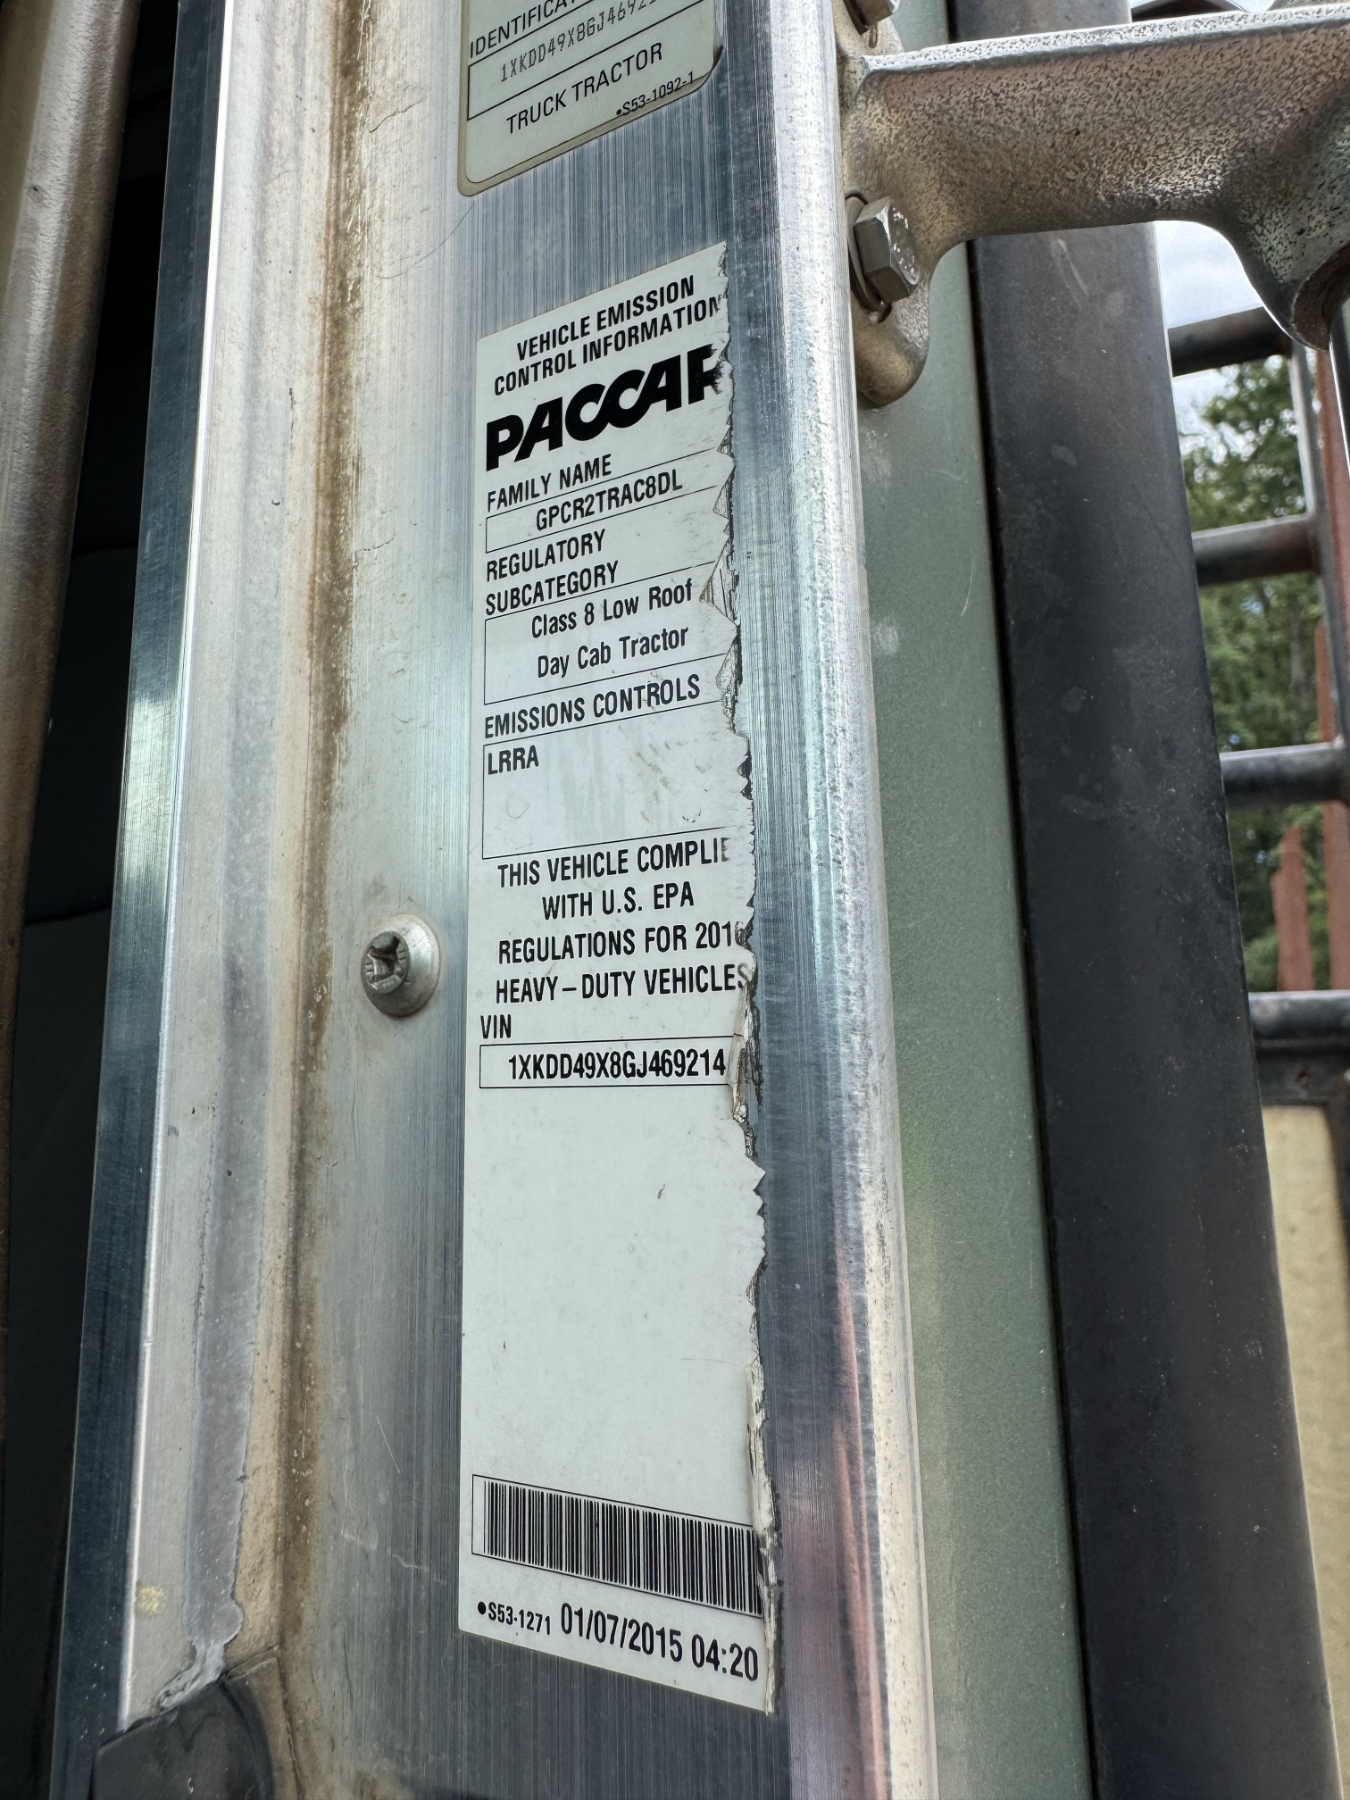 IDENTIFICA
1XKDD49X8GJ4692
TRUCK TRACTOR
•S53-1092-1
VEHICLE EMISSION
CONTROL INFORMATION
PACCAR
FAMILY NAME
GPCR2TRAC8DL
REGULATORY
SUBCATEGORY
Class 8 Low Roof
Day Cab Tractor
EMISSIONS CONTROLS
LRRA
THIS VEHICLE COMPLIE
WITH U.S. EPA
REGULATIONS FOR 2016
HEAVY-DUTY VEHICLES
VIN
1XKDD49X8GJ469214
•S53-1271 01/07/2015 04:20